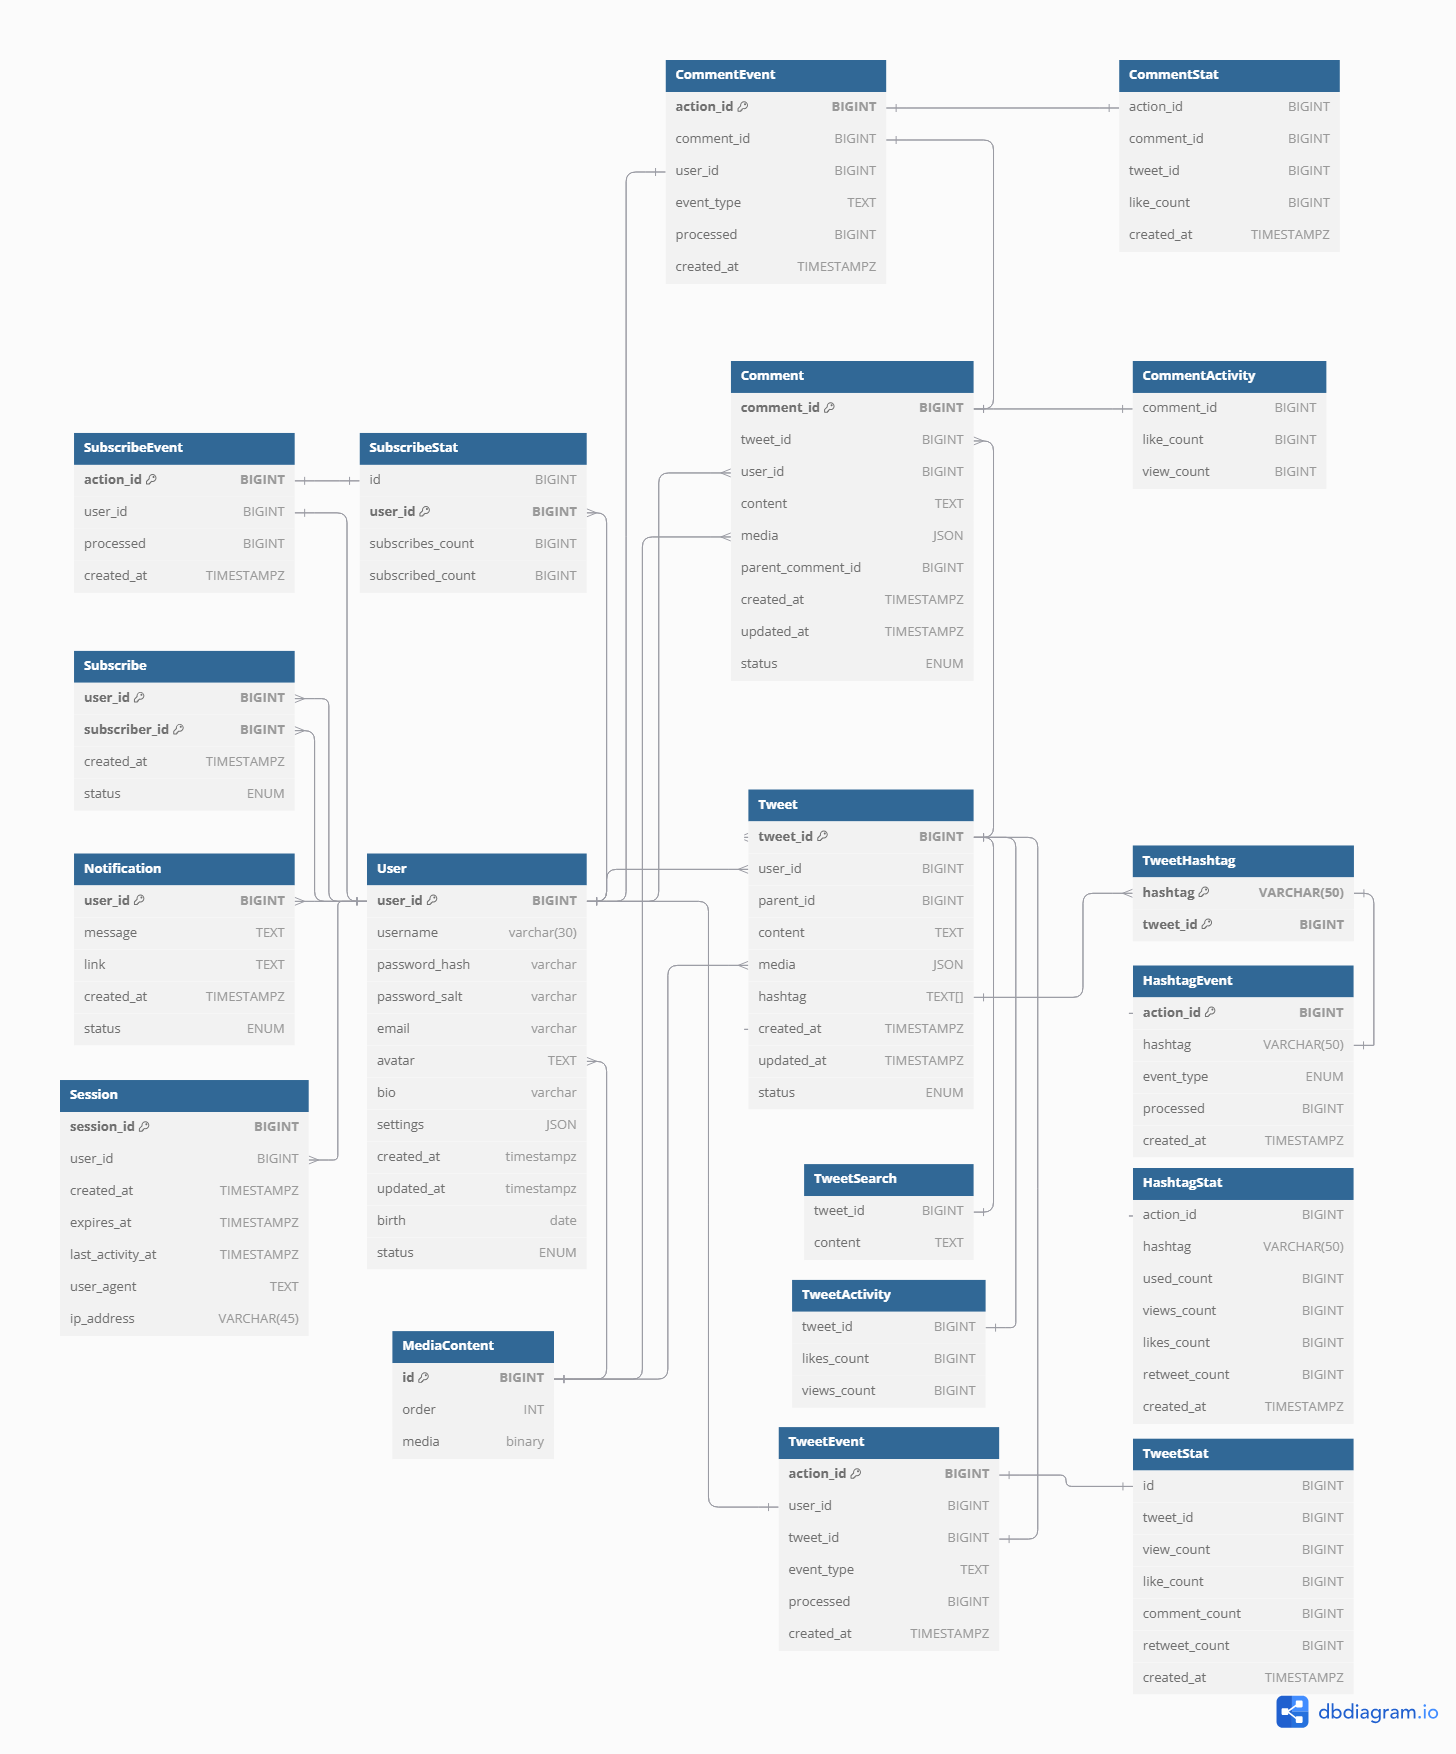 CommentEvent
action_id BIGINT
comment_id BIGINT
user_id BIGINT
event_type TEXT
processed BIGINT
created_at TIMESTAMPZ
CommentStat
action_id BIGINT
comment_id BIGINT
tweet_id BIGINT
like_count BIGINT
created_at TIMESTAMPZ
Comment
comment_id BIGINT
tweet_id BIGINT
user_id BIGINT
content TEXT
media JSON
parent_comment_id BIGINT
created_at TIMESTAMPZ
updated_at TIMESTAMPZ
status ENUM
CommentActivity
comment_id BIGINT
like_count BIGINT
view_count BIGINT
SubscribeEvent
action_id BIGINT
user_id BIGINT
processed BIGINT
created_at TIMESTAMPZ
SubscribeStat
id BIGINT
user_id BIGINT
subscribes_count BIGINT
subscribed_count BIGINT
Subscribe
user_id BIGINT
subscriber_id BIGINT
created_at TIMESTAMPZ
status ENUM
Notification
user_id BIGINT
message TEXT
link TEXT
created_at TIMESTAMPZ
status ENUM
User
user_id BIGINT
username varchar(30)
password_hash varchar
password_salt varchar
email varchar
avatar TEXT
bio varchar
settings JSON
created_at timestampz
updated_at timestampz
birth date
status ENUM
Tweet
tweet_id BIGINT
user_id BIGINT
parent_id BIGINT
content TEXT
media JSON
hashtag TEXT[]
created_at TIMESTAMPZ
updated_at TIMESTAMPZ
status ENUM
TweetHashtag
hashtag VARCHAR(50)
tweet_id BIGINT
HashtagEvent
action_id BIGINT
hashtag VARCHAR(50)
event_type ENUM
processed BIGINT
created_at TIMESTAMPZ
Session
session_id BIGINT
user_id BIGINT
created_at TIMESTAMPZ
expires_at TIMESTAMPZ
last_activity_at TIMESTAMPZ
user_agent TEXT
ip_address VARCHAR(45)
TweetSearch
tweet_id BIGINT
content TEXT
HashtagStat
action_id BIGINT
hashtag VARCHAR(50)
used_count BIGINT
views_count BIGINT
likes_count BIGINT
retweet_count BIGINT
created_at TIMESTAMPZ
TweetActivity
tweet_id BIGINT
likes_count BIGINT
views_count BIGINT
MediaContent
id BIGINT
order INT
media binary
TweetEvent
action_id BIGINT
user_id BIGINT
tweet_id BIGINT
event_type TEXT
processed BIGINT
created_at TIMESTAMPZ
TweetStat
id BIGINT
tweet_id BIGINT
view_count BIGINT
like_count BIGINT
comment_count BIGINT
retweet_count BIGINT
created_at TIMESTAMPZ
dbdiagram.io